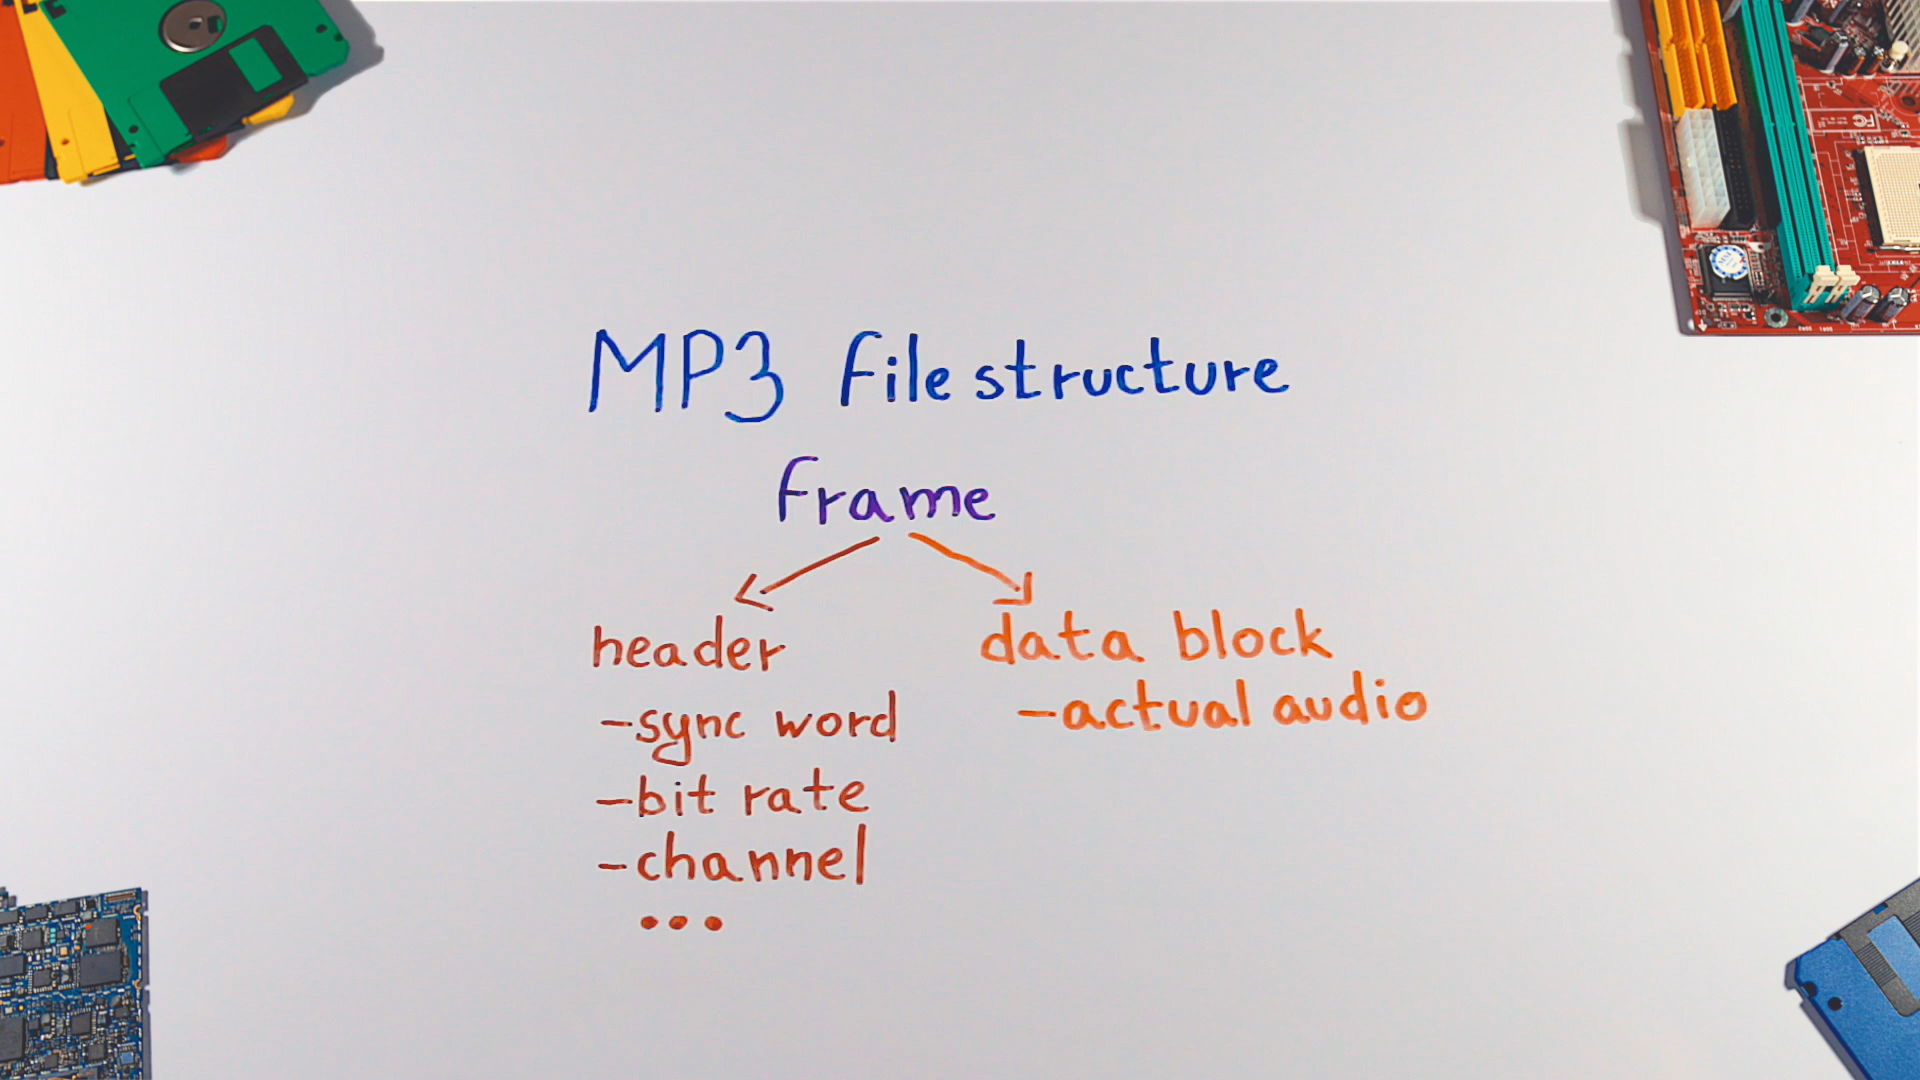 MP3 File structure
Frame
header
-sync word
-bit rate
-channel
...
data block
-actual audio